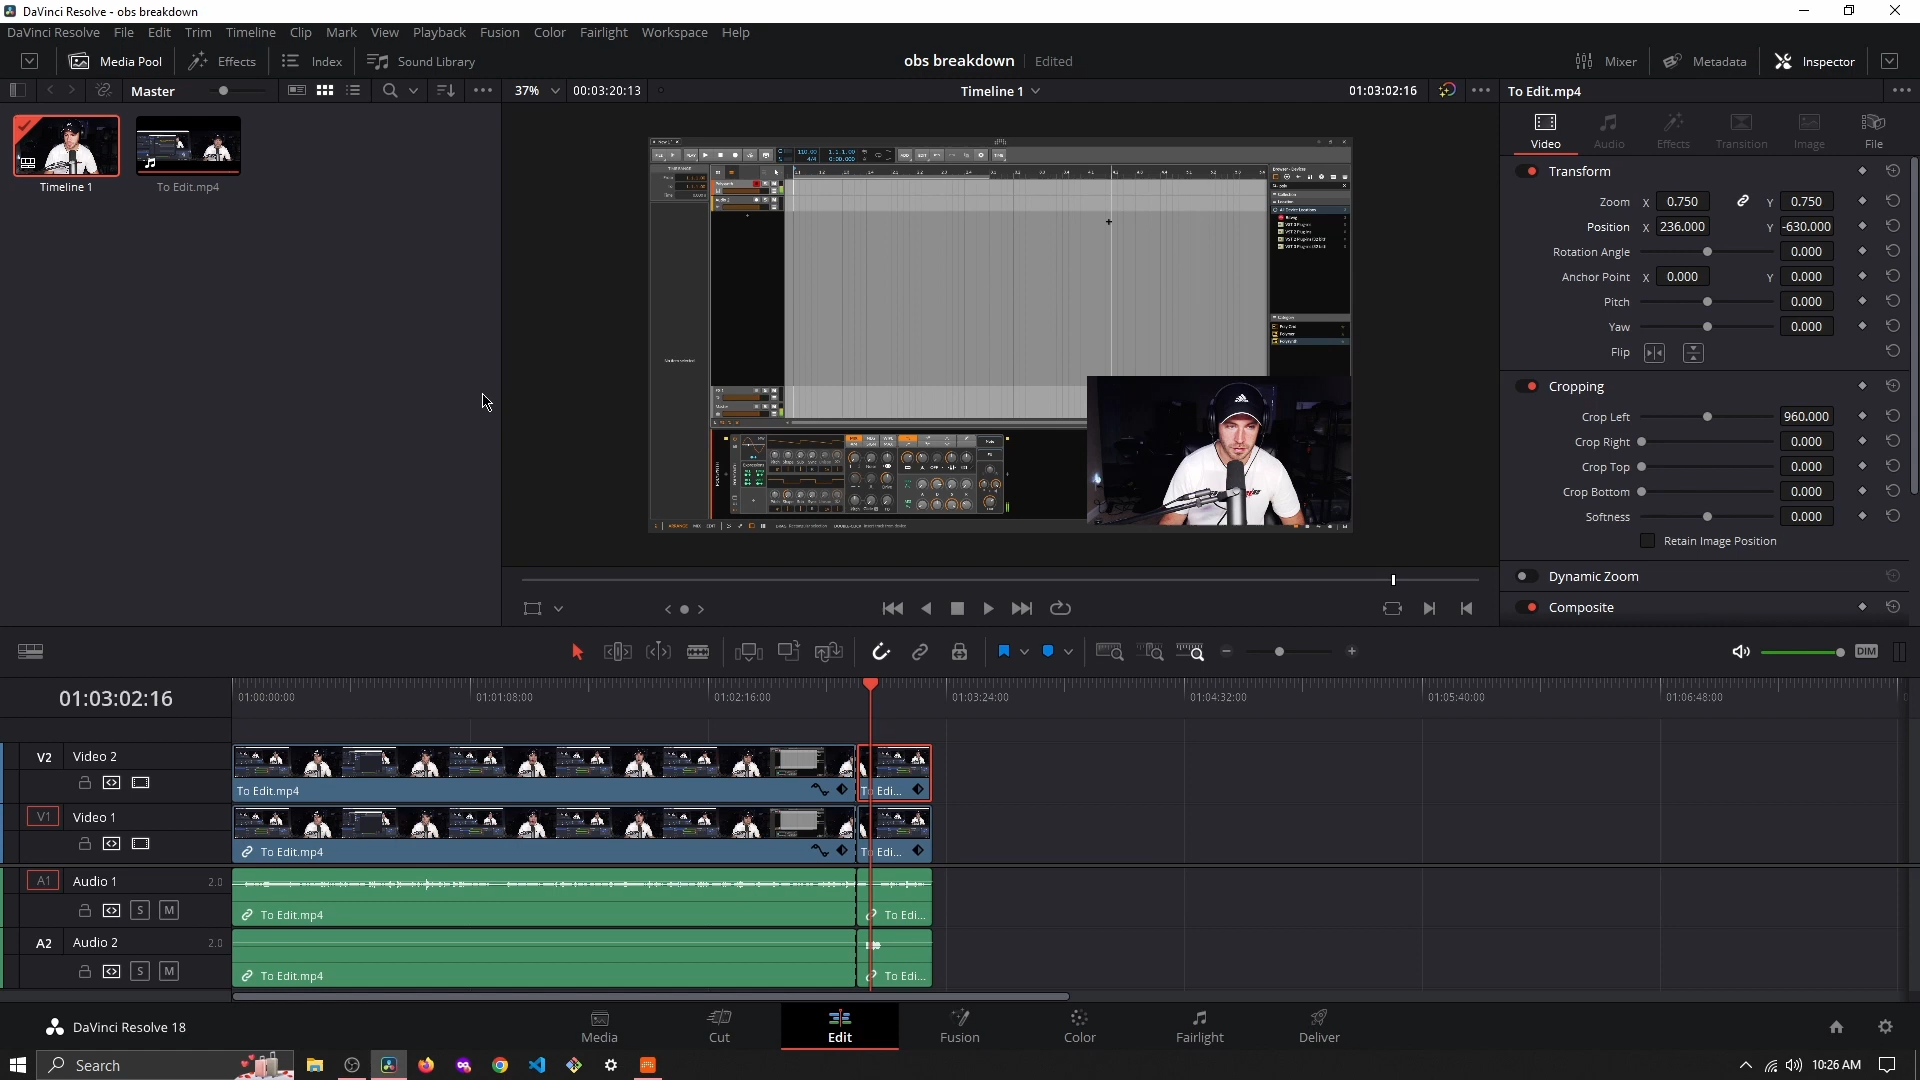 DaVinci Resolve - obs breakdown
DaVinci Resolve File Edit Trim Timeline Clip Mark View Playback Fusion Color Fairlight Workspace Help
Media Pool Effects Index Sound Library obs breakdown Edited Mixer Metadata Inspector
Master 37% 00:03:20:13 Timeline 1 01:03:02:16 To Edit.mp4
Video Audio Effects Transition Image File
Timeline 1 To Edit.mp4
Transform
Zoom X 0.750 Y 0.750
Position X 236.000 Y -630.000
Rotation Angle 0.000
Anchor Point X 0.000 Y 0.000
Pitch 0.000
Yaw 0.000
Flip
Cropping
Crop Left 960.000
Crop Right 0.000
Crop Top 0.000
Crop Bottom 0.000
Softness 0.000
Retain Image Position
Dynamic Zoom
Composite
DIM
01:03:02:16 01:00:00:00 01:01:08:00 01:02:16:00 01:03:24:00 01:04:32:00 01:05:40:00 01:06:48:00
V2 Video 2
To Edit.mp4 To Edi...
V1 Video 1
To Edit.mp4 To Edi...
A1 Audio 1 2.0
S M To Edit.mp4 To Edi...
A2 Audio 2 2.0
S M To Edit.mp4 To Edi...
DaVinci Resolve 18 Media Cut Edit Fusion Color Fairlight Deliver
Search 10:26 AM